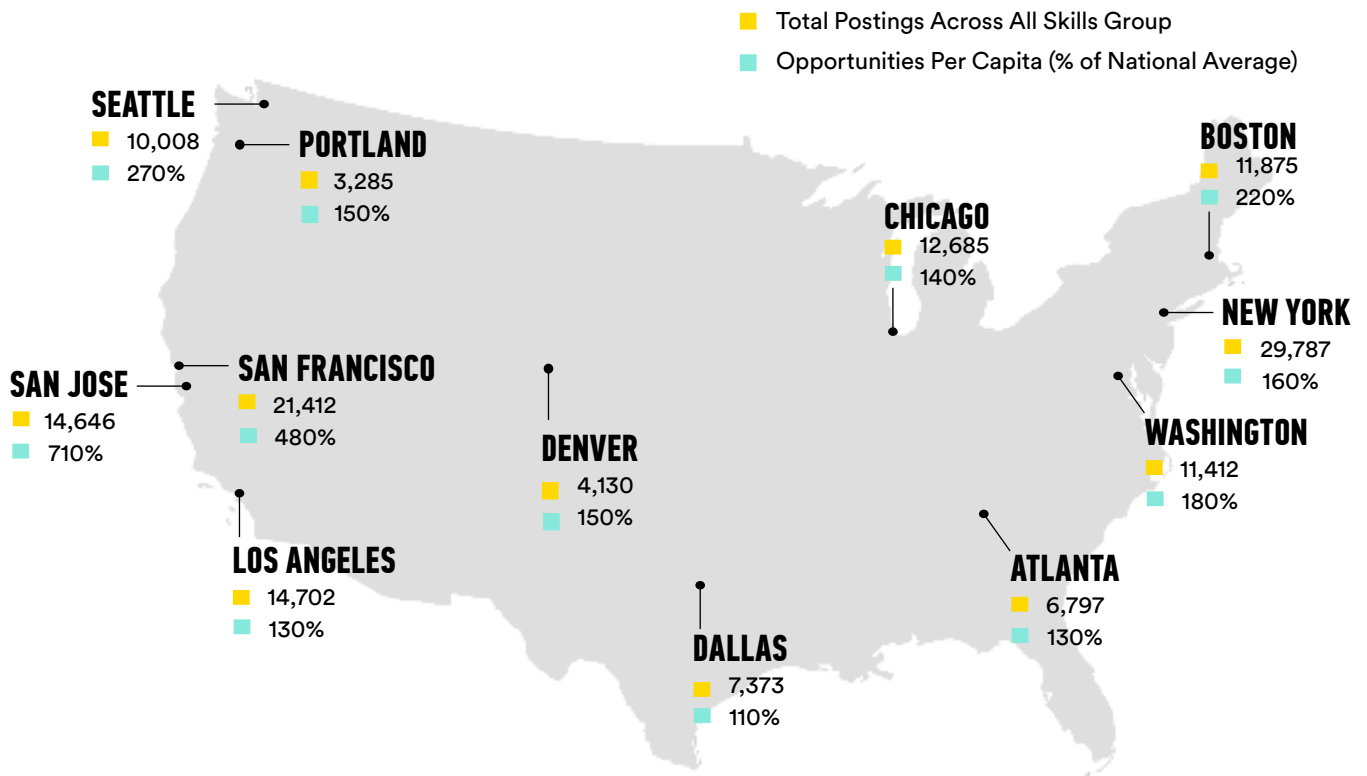 Total Postings Across All Skills Group
Opportunities Per Capita (% of National Average)
SEATTLE
10,008
270%
PORTLAND
3,285
150%
BOSTON
11,875
220%
CHICAGO
12,685
140%
NEW YORK
29,787
160%
SAN FRANCISCO
21,412
480%
SAN JOSE
14,646
710%
DENVER
4,130
150%
WASHINGTON
11,412
180%
LOS ANGELES
14,702
130%
ATLANTA
6,797
130%
DALLAS
7,373
110%